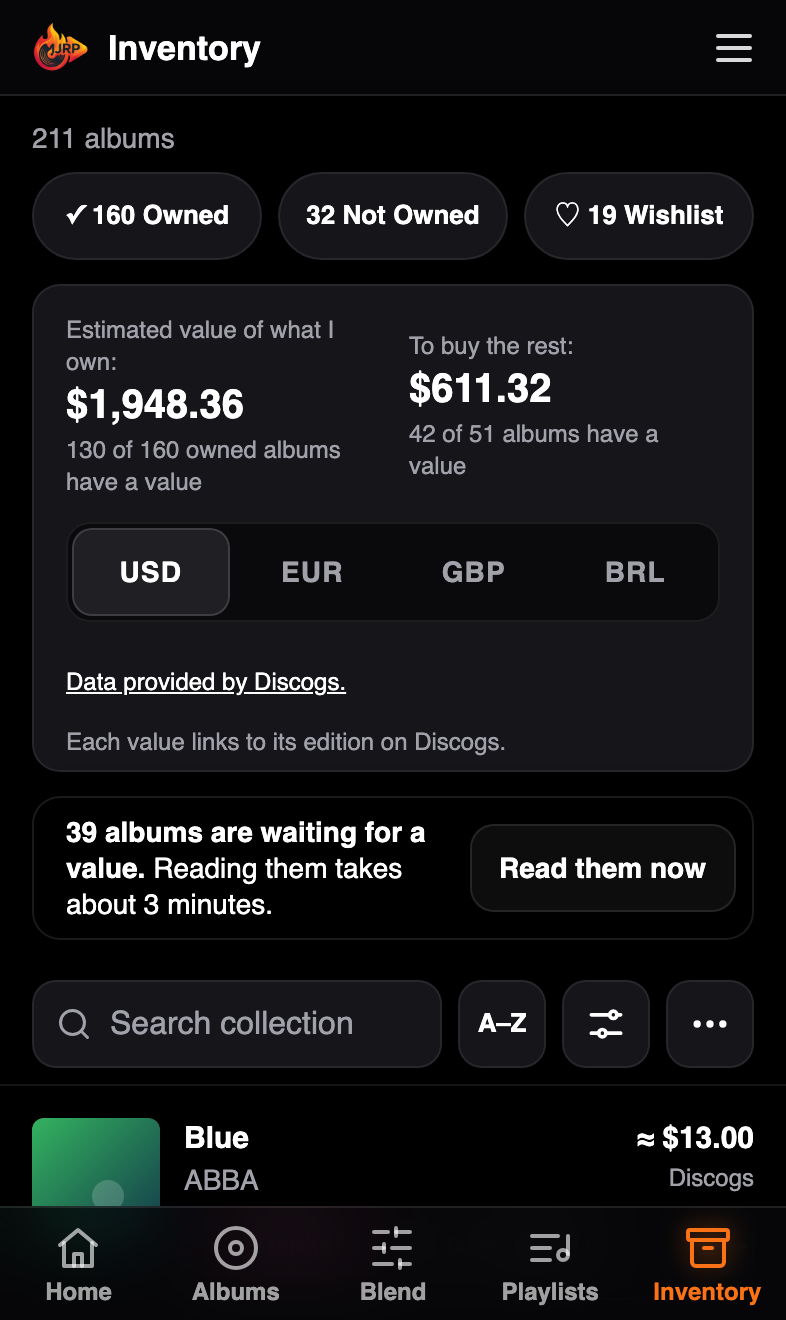 MJRP
Inventory
211 albums
✓ 160 Owned
32 Not Owned
♡ 19 Wishlist
Estimated value of what I
own:
$1,948.36
130 of 160 owned albums
have a value
To buy the rest:
$611.32
42 of 51 albums have a
value
USD
EUR
GBP
BRL
Data provided by Discogs.
Each value links to its edition on Discogs.
39 albums are waiting for a
value. Reading them takes
about 3 minutes.
Read them now
Search collection
A–Z
Blue
≈ $13.00
ABBA
Discogs
Home
Albums
Blend
Playlists
Inventory